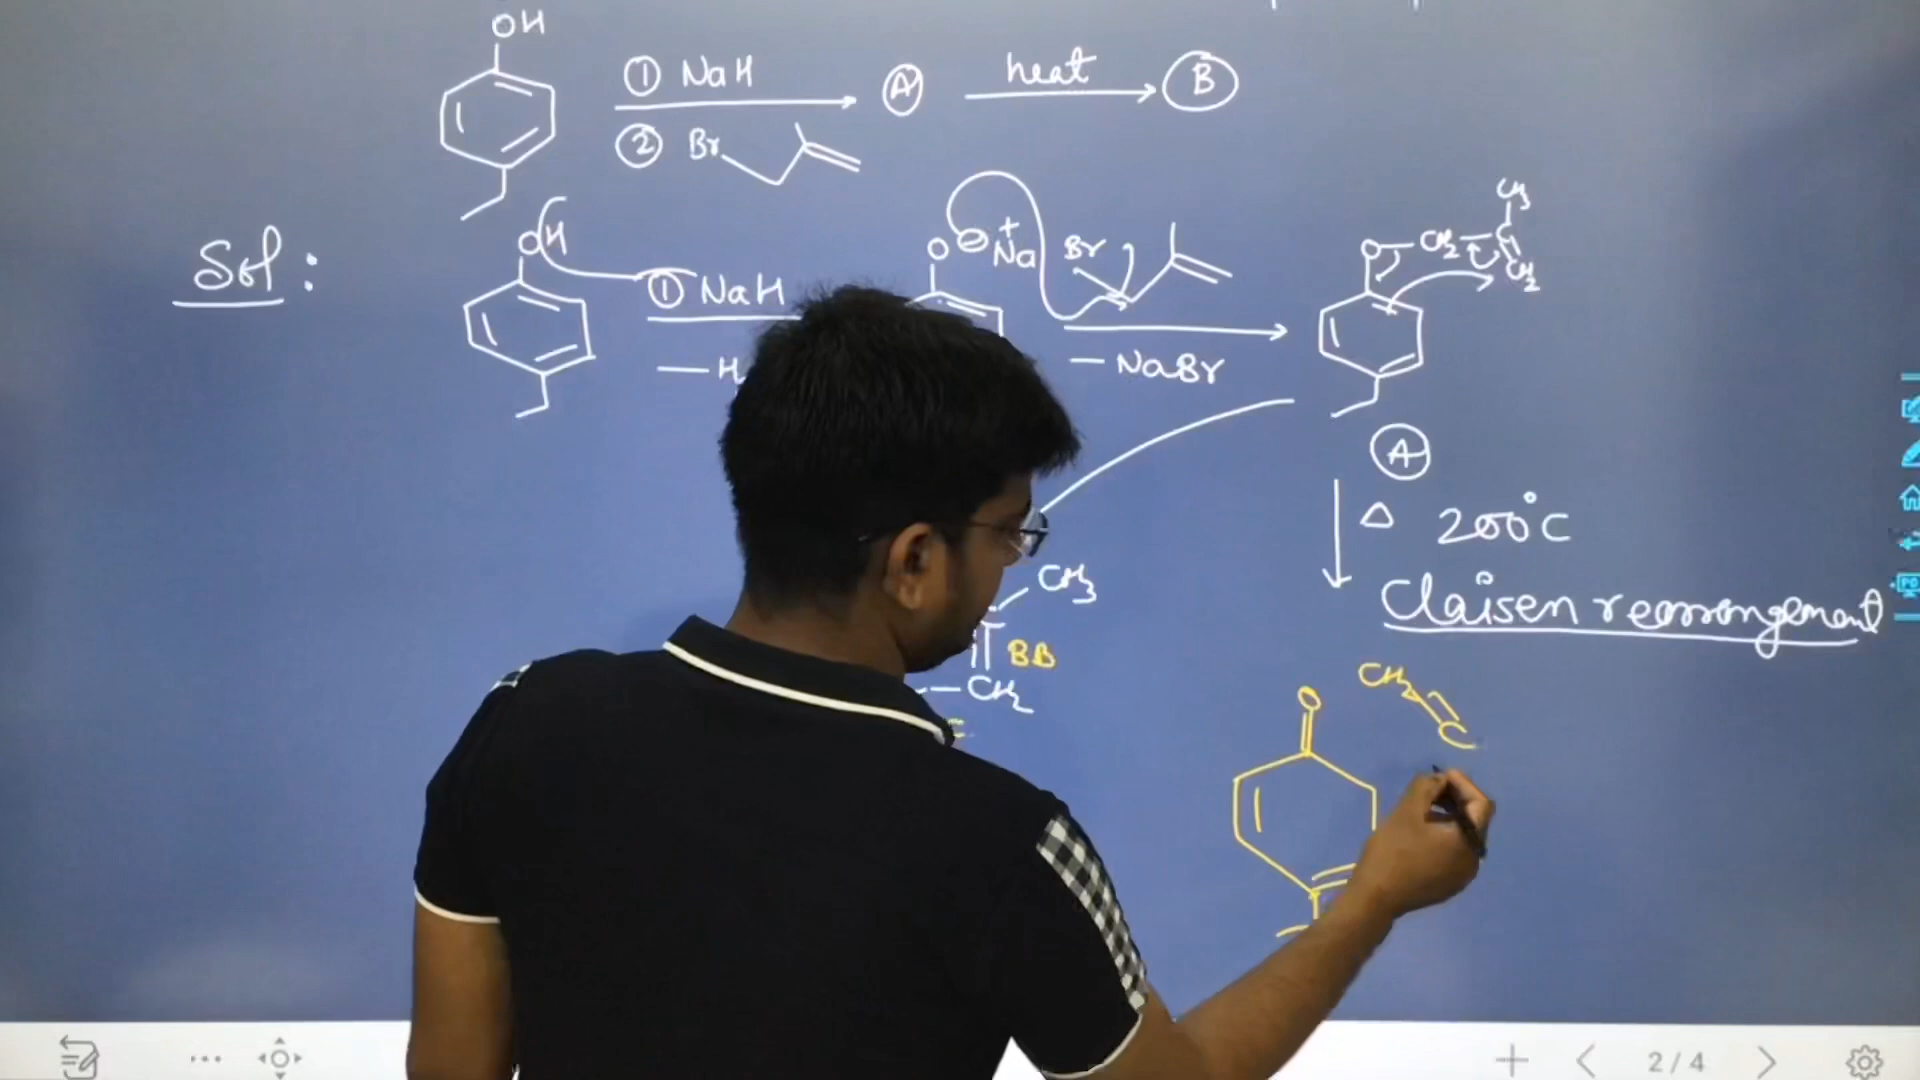 OH
① NaH
Ⓐ
heat
Ⓑ
② Br
Sol :
OH
① NaH
O ⊖ Na+
Br
O-CH2-C
CH3
CH2
- H
- NaBr
Ⓐ
Δ 200°C
Claisen rearrangement
CH3
BB
CH2
O
CH2
C
2 / 4